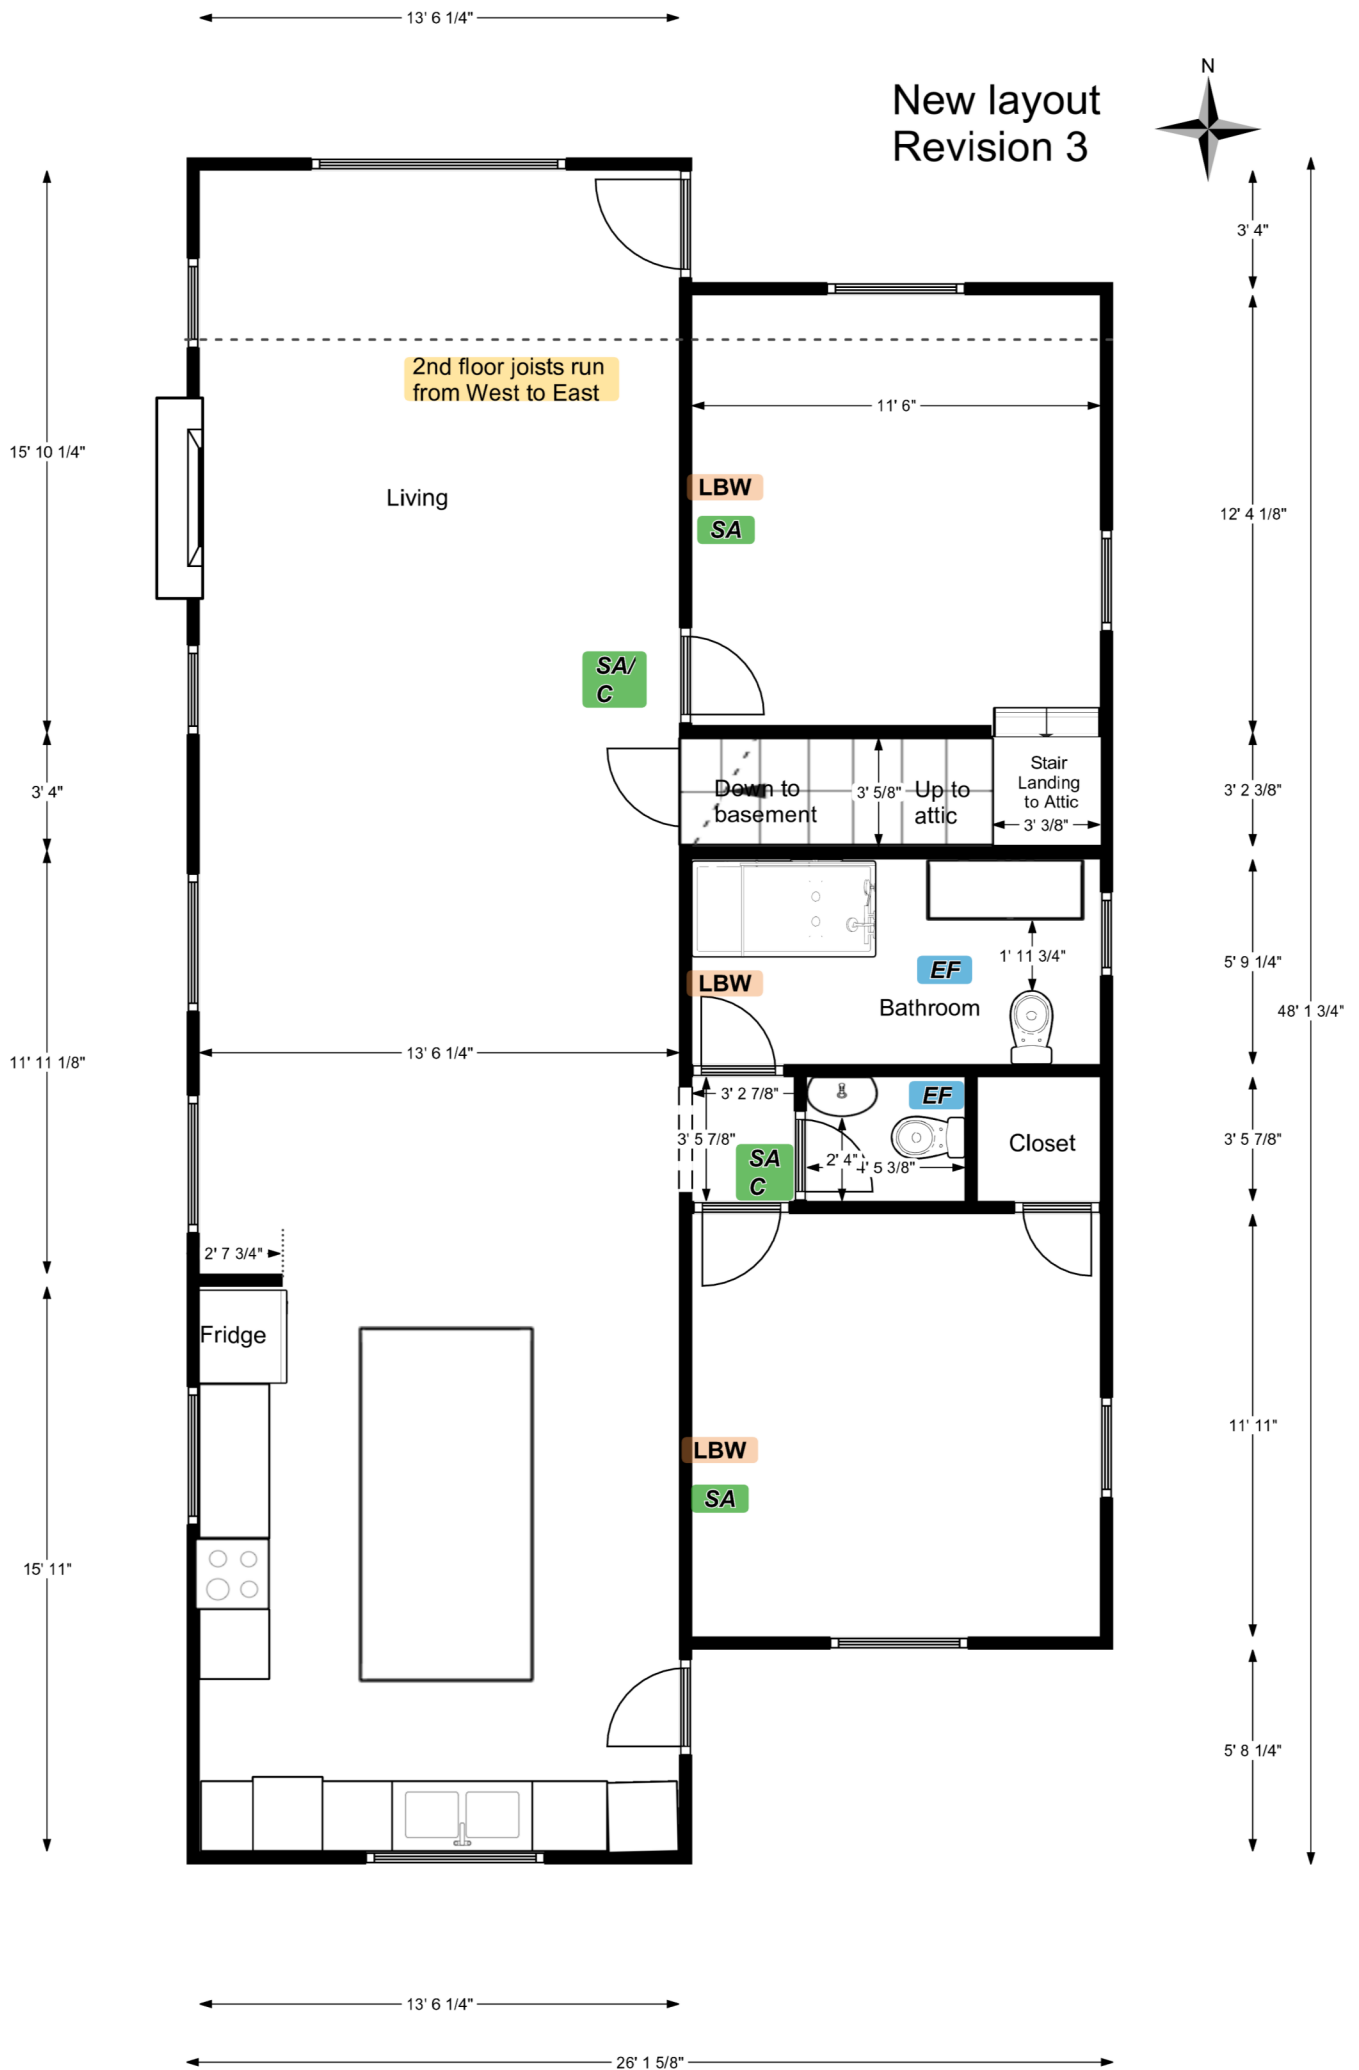 13' 6 1/4"
N
New layout
Revision 3
3' 4"
2nd floor joists run
from West to East
11' 6"
15' 10 1/4"
LBW
Living
12' 4 1/8"
SA
SA/
C
Stair
Landing
to Attic
Down to
basement
3' 5/8"
Up to
attic
3' 4"
3' 2 3/8"
3' 3/8"
1' 11 3/4"
5' 9 1/4"
EF
LBW
Bathroom
48' 1 3/4"
13' 6 1/4"
11' 11 1/8"
3' 2 7/8"
EF
3' 5 7/8"
Closet
3' 5 7/8"
SA
C
2' 4"
5 3/8"
2' 7 3/4"
Fridge
11' 11"
LBW
SA
15' 11"
5' 8 1/4"
13' 6 1/4"
26' 1 5/8"